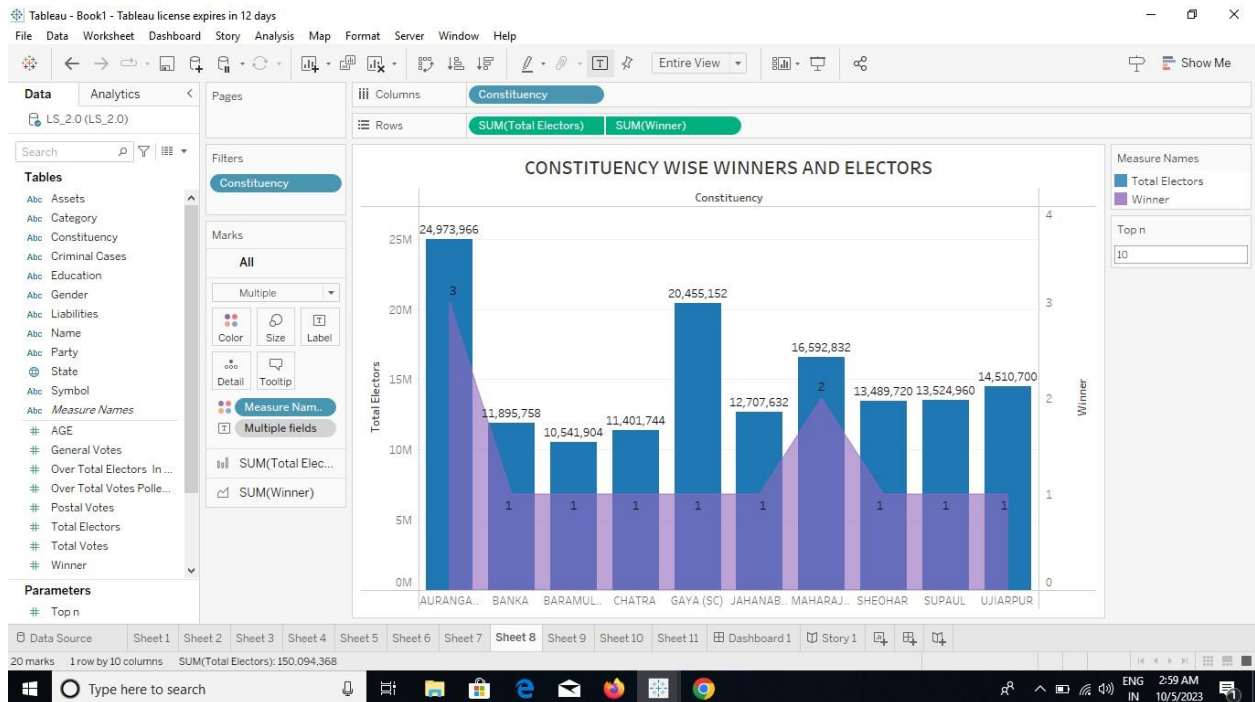 Tableau - Book1 - Tableau license expires in 12 days
File Data Worksheet Dashboard Story Analysis Map Format Server Window Help
Entire View
Show Me
Data Analytics
LS_2.0 (LS_2.0)
Search
Tables
Abc Assets
Abc Category
Abc Constituency
Abc Criminal Cases
Abc Education
Abc Gender
Abc Liabilities
Abc Name
Abc Party
State
Abc Symbol
Abc Measure Names
# AGE
# General Votes
# Over Total Electors In ...
# Over Total Votes Polle...
# Postal Votes
# Total Electors
# Total Votes
# Winner
Parameters
# Top n
Pages
Filters
Constituency
Marks
All
Multiple
Color Size Label
Detail Tooltip
Measure Nam..
Multiple fields
SUM(Total Elec...
SUM(Winner)
Columns Constituency
Rows SUM(Total Electors) SUM(Winner)
CONSTITUENCY WISE WINNERS AND ELECTORS
Constituency
Total Electors
25M
20M
15M
10M
5M
0M
24,973,966
11,895,758
10,541,904
11,401,744
20,455,152
12,707,632
16,592,832
13,489,720
13,524,960
14,510,700
3 1 1 1 1 1 2 1 1 1
4
3
2
1
0
Winner
AURANGA.. BANKA BARAMUL.. CHATRA GAYA (SC) JAHANAB.. MAHARAJ.. SHEOHAR SUPAUL UJIARPUR
Measure Names
Total Electors
Winner
Top n
10
Data Source Sheet 1 Sheet 2 Sheet 3 Sheet 4 Sheet 5 Sheet 6 Sheet 7 Sheet 8 Sheet 9 Sheet 10 Sheet 11 Dashboard 1 Story 1
20 marks 1 row by 10 columns SUM(Total Electors): 150,094,368
Type here to search
ENG 2:59 AM
IN 10/5/2023